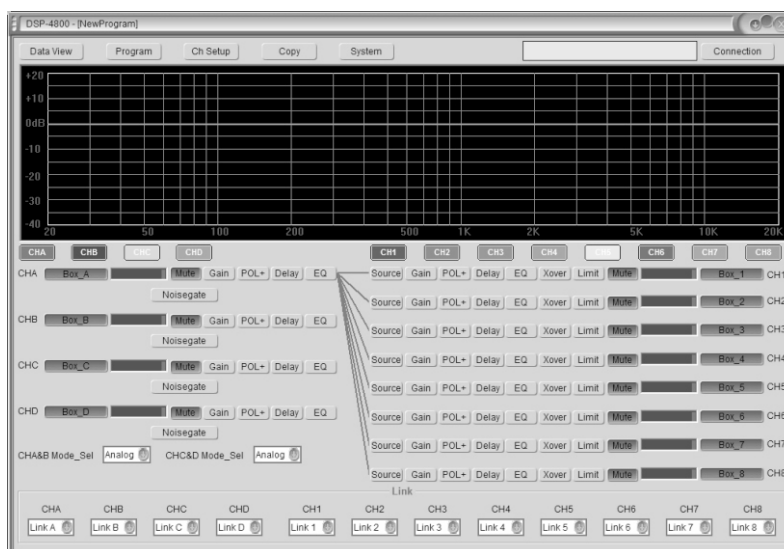 DSP-4800 - [NewProgram]
Data View Program Ch Setup Copy System Connection
+20
+10
0dB
-10
-20
-30
-40
20 50 100 200 500 1K 2K 5K 10K 20K
CHA CHB CHC CHD CH1 CH2 CH3 CH4 CH5 CH6 CH7 CH8
CHA Box_A Mute Gain POL+ Delay EQ Source Gain POL+ Delay EQ Xover Limit Mute Box_1 CH1
Noisegate Source Gain POL+ Delay EQ Xover Limit Mute Box_2 CH2
CHB Box_B Mute Gain POL+ Delay EQ Source Gain POL+ Delay EQ Xover Limit Mute Box_3 CH3
Noisegate
CHC Box_C Mute Gain POL+ Delay EQ Source Gain POL+ Delay EQ Xover Limit Mute Box_4 CH4
Noisegate Source Gain POL+ Delay EQ Xover Limit Mute Box_5 CH5
CHD Box_D Mute Gain POL+ Delay EQ Source Gain POL+ Delay EQ Xover Limit Mute Box_6 CH6
Noisegate Source Gain POL+ Delay EQ Xover Limit Mute Box_7 CH7
CHA&B Mode_Sel Analog CHC&D Mode_Sel Analog
Source Gain POL+ Delay EQ Xover Limit Mute Box_8 CH8
Link
CHA CHB CHC CHD CH1 CH2 CH3 CH4 CH5 CH6 CH7 CH8
Link A Link B Link C Link D Link 1 Link 2 Link 3 Link 4 Link 5 Link 6 Link 7 Link 8